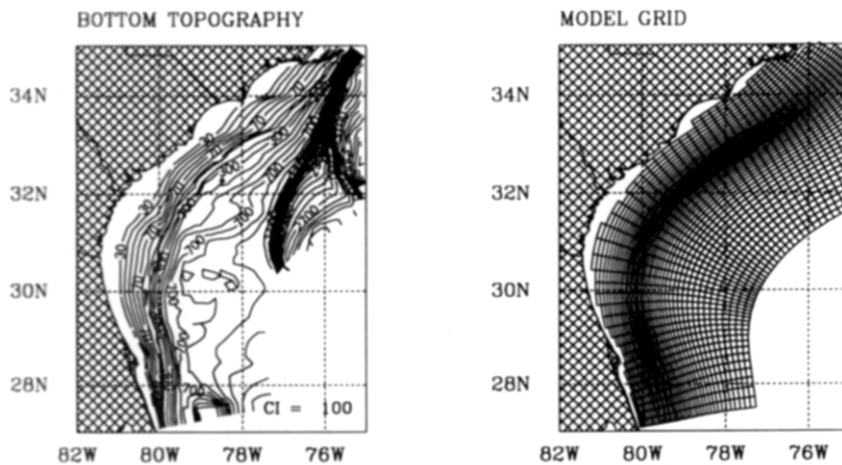 BOTTOM TOPOGRAPHY
34N
32N
30N
28N
CI = 100
82W 80W 78W 76W
MODEL GRID
34N
32N
30N
28N
82W 80W 78W 76W